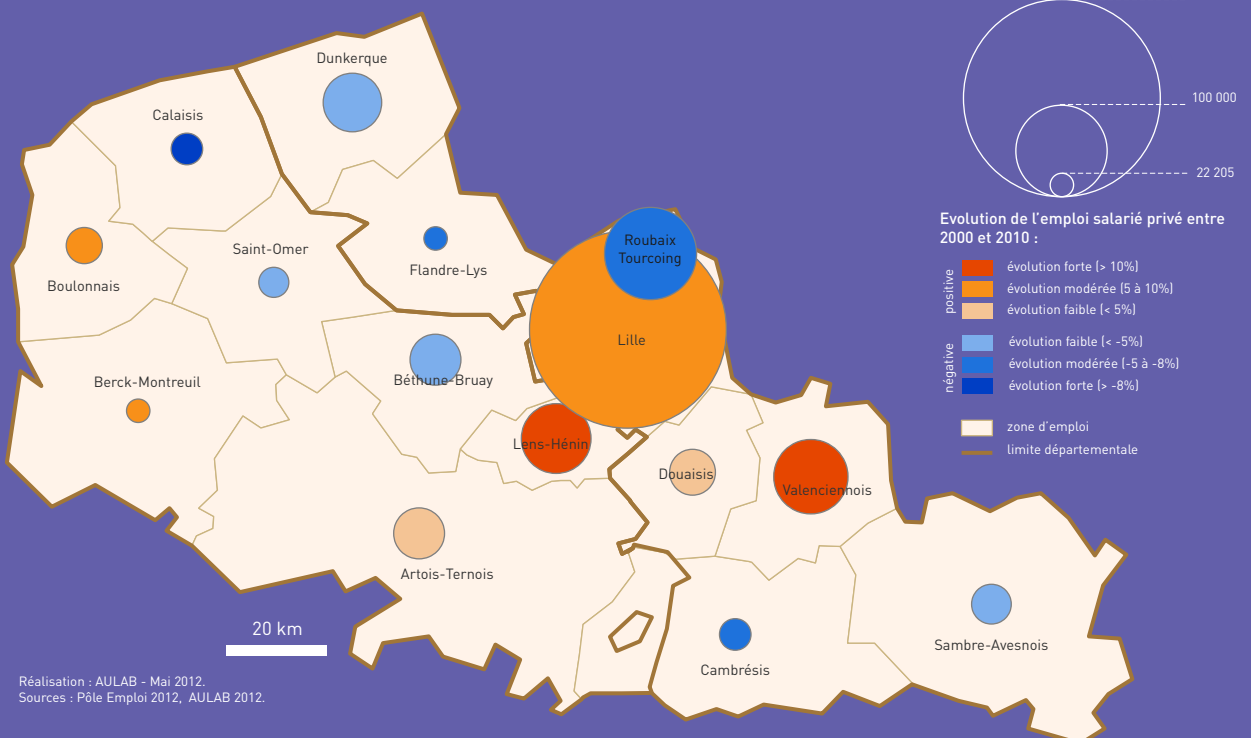 Dunkerque
Calaisis
Saint-Omer
Boulonnais
Flandre-Lys
Roubaix
Tourcoing
Lille
Béthune-Bruay
Berck-Montreuil
Lens-Hénin
Douaisis
Valenciennois
Artois-Ternois
Cambrésis
Sambre-Avesnois
20 km
Réalisation : AULAB - Mai 2012.
Sources : Pôle Emploi 2012, AULAB 2012.
100 000
22 205
Evolution de l'emploi salarié privé entre
2000 et 2010 :
positive
évolution forte (> 10%)
évolution modérée (5 à 10%)
évolution faible (< 5%)
négative
évolution faible (< -5%)
évolution modérée (-5 à -8%)
évolution forte (> -8%)
zone d'emploi
limite départementale